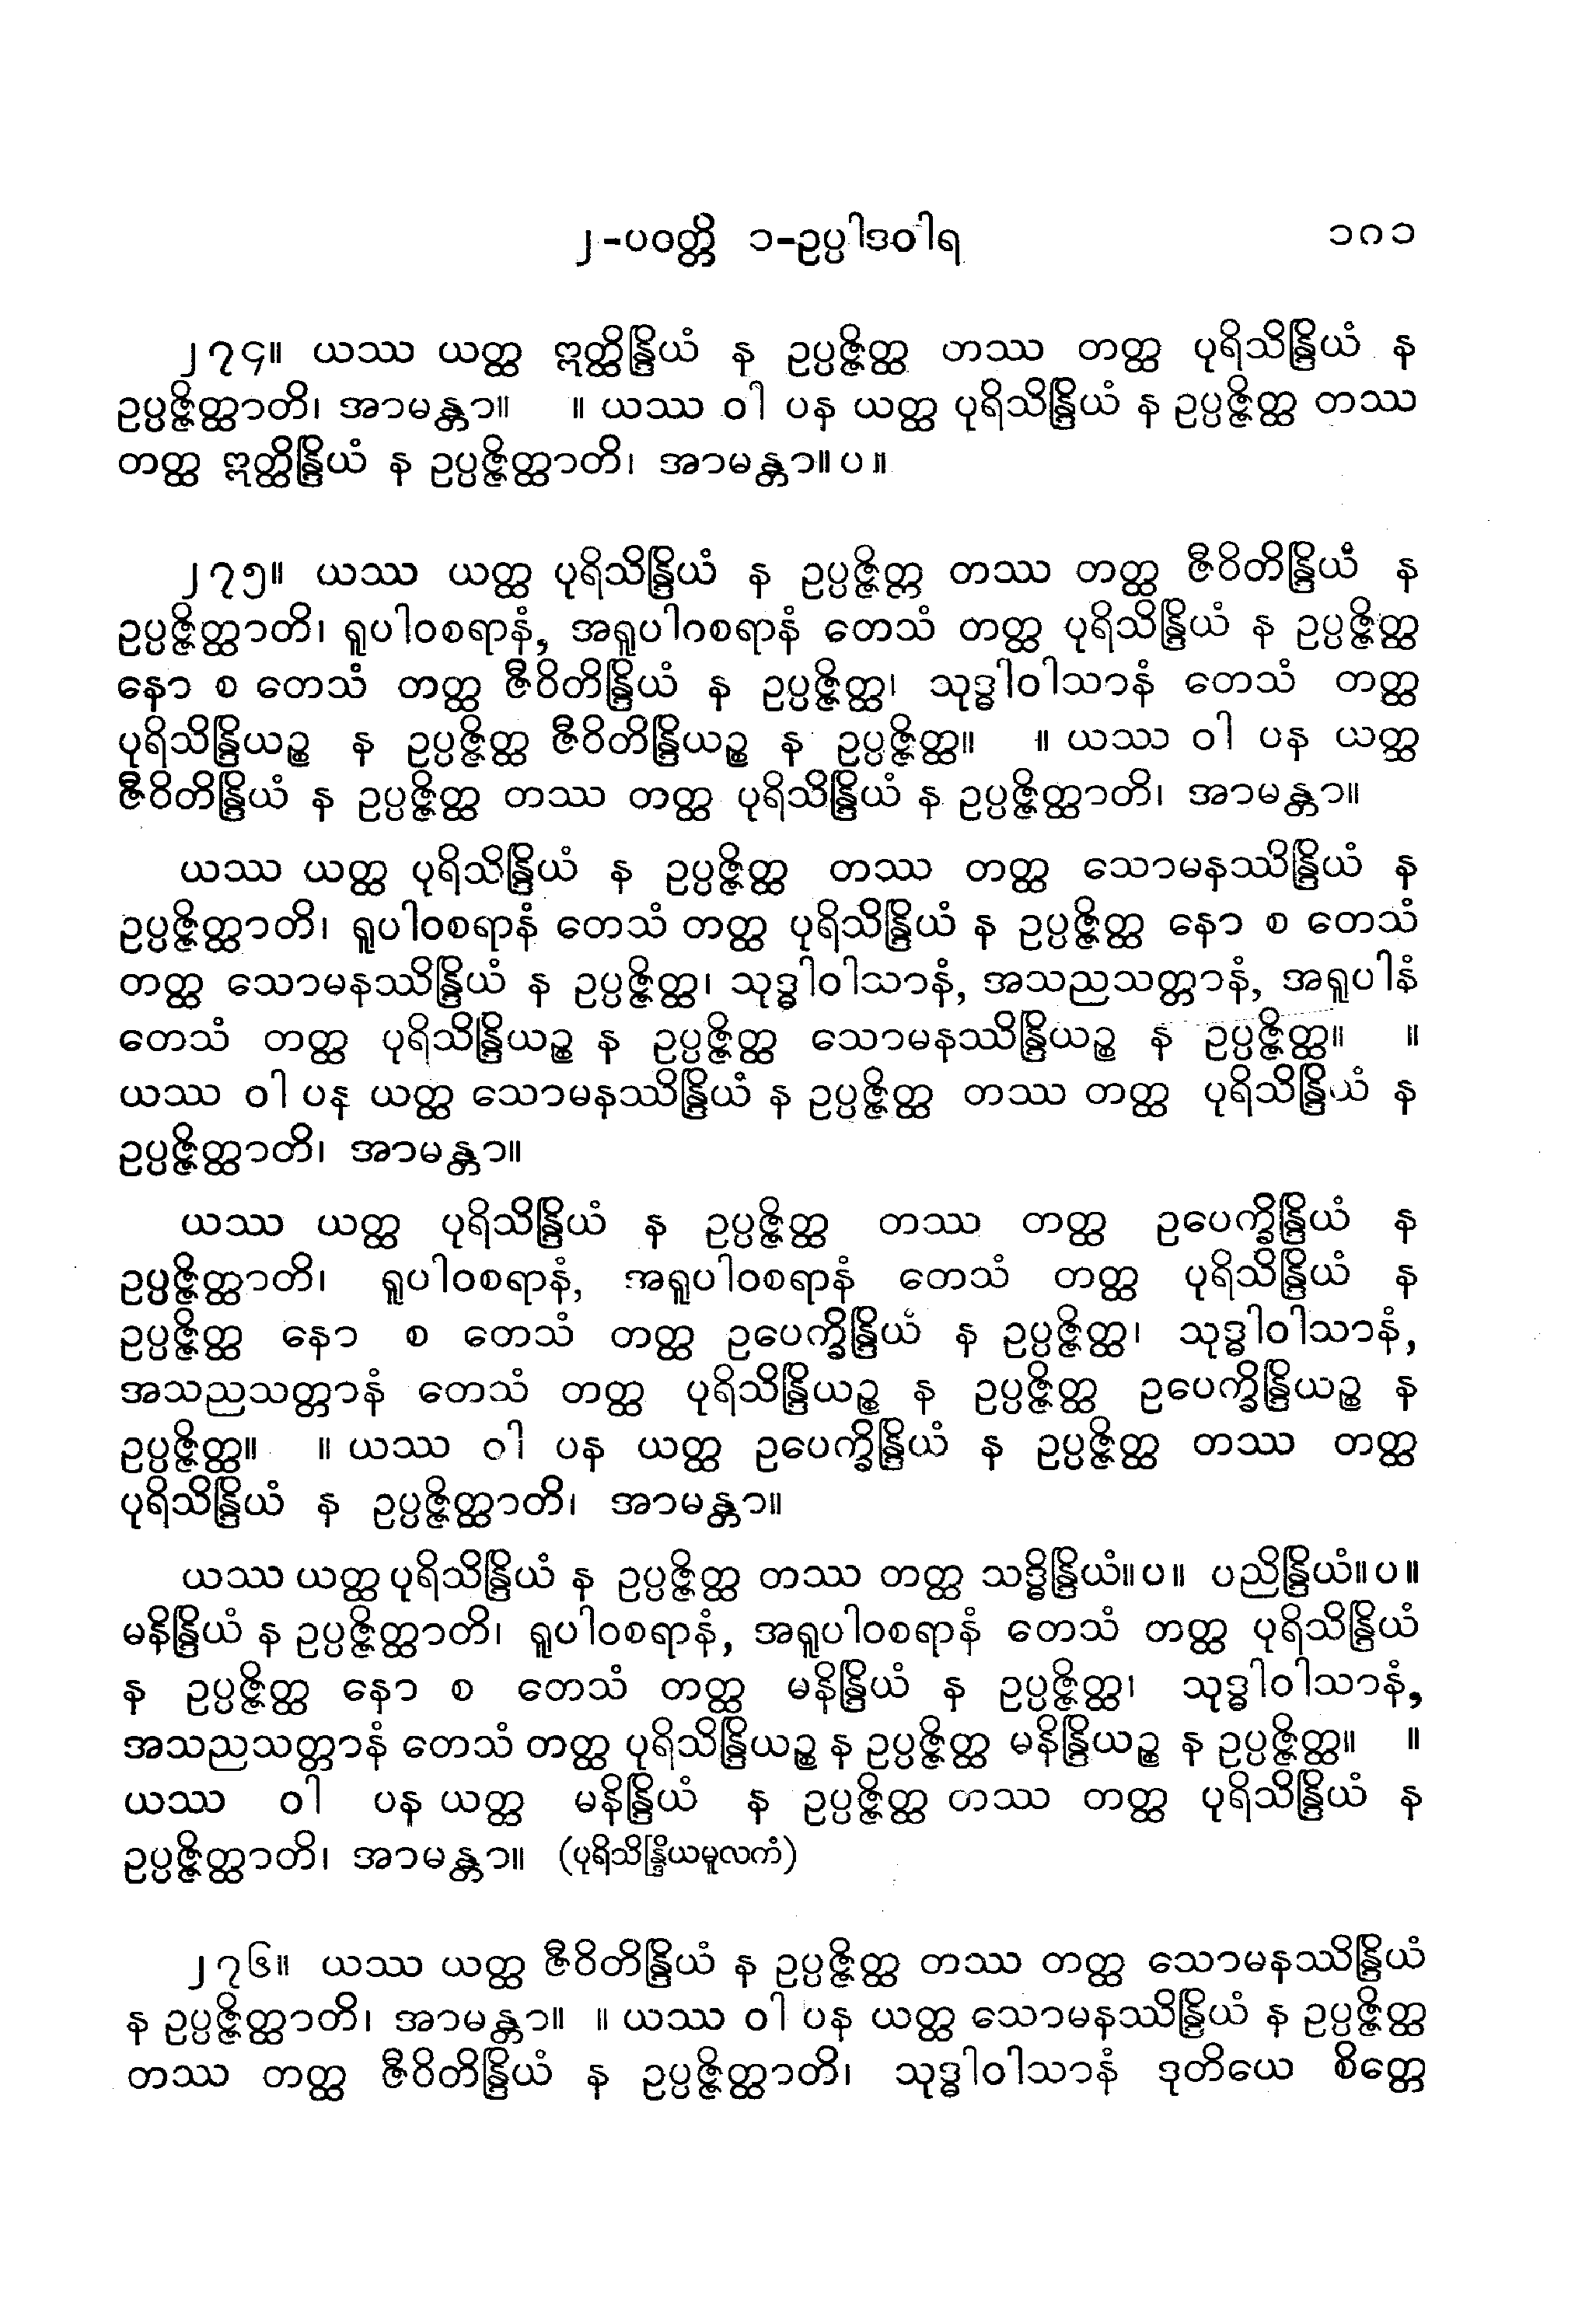 ၂-ပဝတ္တိ ၁-ဥပ္ပါဒဝါရ ၁၈၁
၂၇၄။ ယဿ ယတ္ထ ဣတ္ထိန္ဒြိယံ န ဥပ္ပဇ္ဇိတ္ထ တဿ တတ္ထ ပုရိသိန္ဒြိယံ န
ဥပ္ပဇ္ဇိတ္ထာတိ၊ အာမန္တာ။ ။ ယဿ ဝါ ပန ယတ္ထ ပုရိသိန္ဒြိယံ န ဥပ္ပဇ္ဇိတ္ထ တဿ
တတ္ထ ဣတ္ထိန္ဒြိယံ န ဥပ္ပဇ္ဇိတ္ထာတိ၊ အာမန္တာ။ပ။
၂၇၅။ ယဿ ယတ္ထ ပုရိသိန္ဒြိယံ န ဥပ္ပဇ္ဇိတ္ထ တဿ တတ္ထ ဇီဝိတိန္ဒြိယံ န
ဥပ္ပဇ္ဇိတ္ထာတိ၊ ရူပါဝစရာနံ, အရူပါဝစရာနံ တေသံ တတ္ထ ပုရိသိန္ဒြိယံ န ဥပ္ပဇ္ဇိတ္ထ
နော စ တေသံ တတ္ထ ဇီဝိတိန္ဒြိယံ န ဥပ္ပဇ္ဇိတ္ထ၊ သုဒ္ဓါဝါသာနံ တေသံ တတ္ထ
ပုရိသိန္ဒြိယဉ္စ န ဥပ္ပဇ္ဇိတ္ထ ဇီဝိတိန္ဒြိယဉ္စ န ဥပ္ပဇ္ဇိတ္ထ။ ။ ယဿ ဝါ ပန ယတ္ထ
ဇီဝိတိန္ဒြိယံ န ဥပ္ပဇ္ဇိတ္ထ တဿ တတ္ထ ပုရိသိန္ဒြိယံ န ဥပ္ပဇ္ဇိတ္ထာတိ၊ အာမန္တာ။
ယဿ ယတ္ထ ပုရိသိန္ဒြိယံ န ဥပ္ပဇ္ဇိတ္ထ တဿ တတ္ထ သောမနဿိန္ဒြိယံ န
ဥပ္ပဇ္ဇိတ္ထာတိ၊ ရူပါဝစရာနံ တေသံ တတ္ထ ပုရိသိန္ဒြိယံ န ဥပ္ပဇ္ဇိတ္ထ နော စ တေသံ
တတ္ထ သောမနဿိန္ဒြိယံ န ဥပ္ပဇ္ဇိတ္ထ၊ သုဒ္ဓါဝါသာနံ, အသညသတ္တာနံ, အရူပါနံ
တေသံ တတ္ထ ပုရိသိန္ဒြိယဉ္စ န ဥပ္ပဇ္ဇိတ္ထ သောမနဿိန္ဒြိယဉ္စ န ဥပ္ပဇ္ဇိတ္ထ။ ။
ယဿ ဝါ ပန ယတ္ထ သောမနဿိန္ဒြိယံ န ဥပ္ပဇ္ဇိတ္ထ တဿ တတ္ထ ပုရိသိန္ဒြိယံ န
ဥပ္ပဇ္ဇိတ္ထာတိ၊ အာမန္တာ။
ယဿ ယတ္ထ ပုရိသိန္ဒြိယံ န ဥပ္ပဇ္ဇိတ္ထ တဿ တတ္ထ ဥပေက္ခိန္ဒြိယံ န
ဥပ္ပဇ္ဇိတ္ထာတိ၊ ရူပါဝစရာနံ, အရူပါဝစရာနံ တေသံ တတ္ထ ပုရိသိန္ဒြိယံ န
ဥပ္ပဇ္ဇိတ္ထ နော စ တေသံ တတ္ထ ဥပေက္ခိန္ဒြိယံ န ဥပ္ပဇ္ဇိတ္ထ၊ သုဒ္ဓါဝါသာနံ,
အသညသတ္တာနံ တေသံ တတ္ထ ပုရိသိန္ဒြိယဉ္စ န ဥပ္ပဇ္ဇိတ္ထ ဥပေက္ခိန္ဒြိယဉ္စ န
ဥပ္ပဇ္ဇိတ္ထ။ ။ ယဿ ဝါ ပန ယတ္ထ ဥပေက္ခိန္ဒြိယံ န ဥပ္ပဇ္ဇိတ္ထ တဿ တတ္ထ
ပုရိသိန္ဒြိယံ န ဥပ္ပဇ္ဇိတ္ထာတိ၊ အာမန္တာ။
ယဿ ယတ္ထ ပုရိသိန္ဒြိယံ န ဥပ္ပဇ္ဇိတ္ထ တဿ တတ္ထ သဒ္ဓိန္ဒြိယံ။ပ။ ပညိန္ဒြိယံ။ပ။
မနိန္ဒြိယံ န ဥပ္ပဇ္ဇိတ္ထာတိ၊ ရူပါဝစရာနံ, အရူပါဝစရာနံ တေသံ တတ္ထ ပုရိသိန္ဒြိယံ
န ဥပ္ပဇ္ဇိတ္ထ နော စ တေသံ တတ္ထ မနိန္ဒြိယံ န ဥပ္ပဇ္ဇိတ္ထ၊ သုဒ္ဓါဝါသာနံ,
အသညသတ္တာနံ တေသံ တတ္ထ ပုရိသိန္ဒြိယဉ္စ န ဥပ္ပဇ္ဇိတ္ထ မနိန္ဒြိယဉ္စ န ဥပ္ပဇ္ဇိတ္ထ။ ။
ယဿ ဝါ ပန ယတ္ထ မနိန္ဒြိယံ န ဥပ္ပဇ္ဇိတ္ထ တဿ တတ္ထ ပုရိသိန္ဒြိယံ န
ဥပ္ပဇ္ဇိတ္ထာတိ၊ အာမန္တာ။ (ပုရိသိန္ဒြိယမူလကံ)
၂၇၆။ ယဿ ယတ္ထ ဇီဝိတိန္ဒြိယံ န ဥပ္ပဇ္ဇိတ္ထ တဿ တတ္ထ သောမနဿိန္ဒြိယံ
န ဥပ္ပဇ္ဇိတ္ထာတိ၊ အာမန္တာ။ ။ ယဿ ဝါ ပန ယတ္ထ သောမနဿိန္ဒြိယံ န ဥပ္ပဇ္ဇိတ္ထ
တဿ တတ္ထ ဇီဝိတိန္ဒြိယံ န ဥပ္ပဇ္ဇိတ္ထာတိ၊ သုဒ္ဓါဝါသာနံ ဒုတိယေ စိတ္တေ